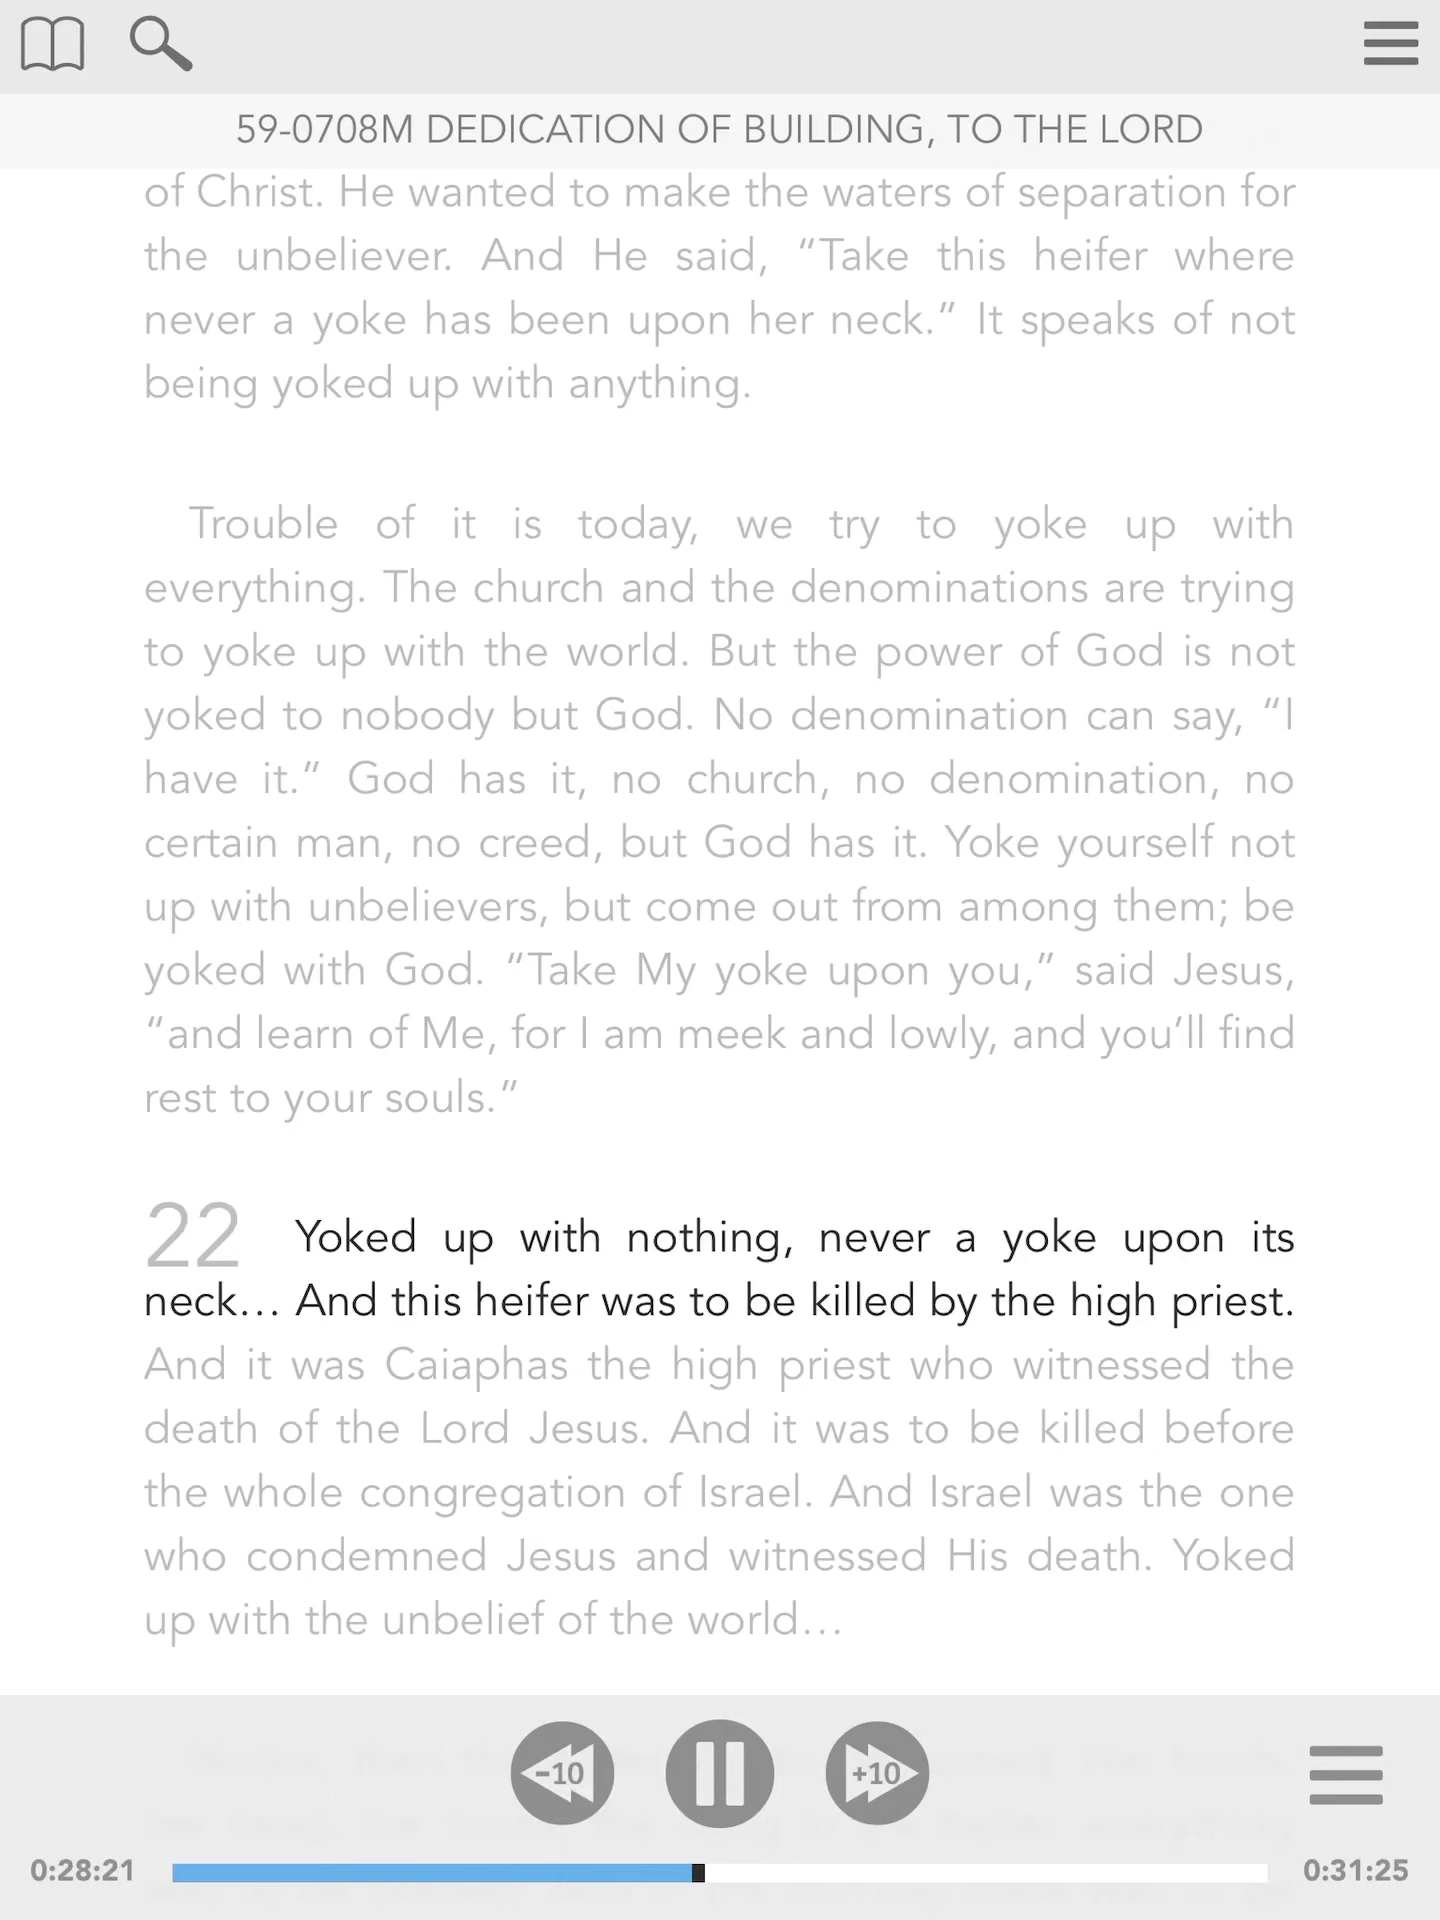 59-0708M DEDICATION OF BUILDING, TO THE LORD
of Christ. He wanted to make the waters of separation for
the unbeliever. And He said, “Take this heifer where
never a yoke has been upon her neck.” It speaks of not
being yoked up with anything.
Trouble of it is today, we try to yoke up with
everything. The church and the denominations are trying
to yoke up with the world. But the power of God is not
yoked to nobody but God. No denomination can say, “I
have it.” God has it, no church, no denomination, no
certain man, no creed, but God has it. Yoke yourself not
up with unbelievers, but come out from among them; be
yoked with God. “Take My yoke upon you,” said Jesus,
“and learn of Me, for I am meek and lowly, and you’ll find
rest to your souls.”
22 Yoked up with nothing, never a yoke upon its
neck… And this heifer was to be killed by the high priest.
And it was Caiaphas the high priest who witnessed the
death of the Lord Jesus. And it was to be killed before
the whole congregation of Israel. And Israel was the one
who condemned Jesus and witnessed His death. Yoked
up with the unbelief of the world…
-10 +10
0:28:21 0:31:25